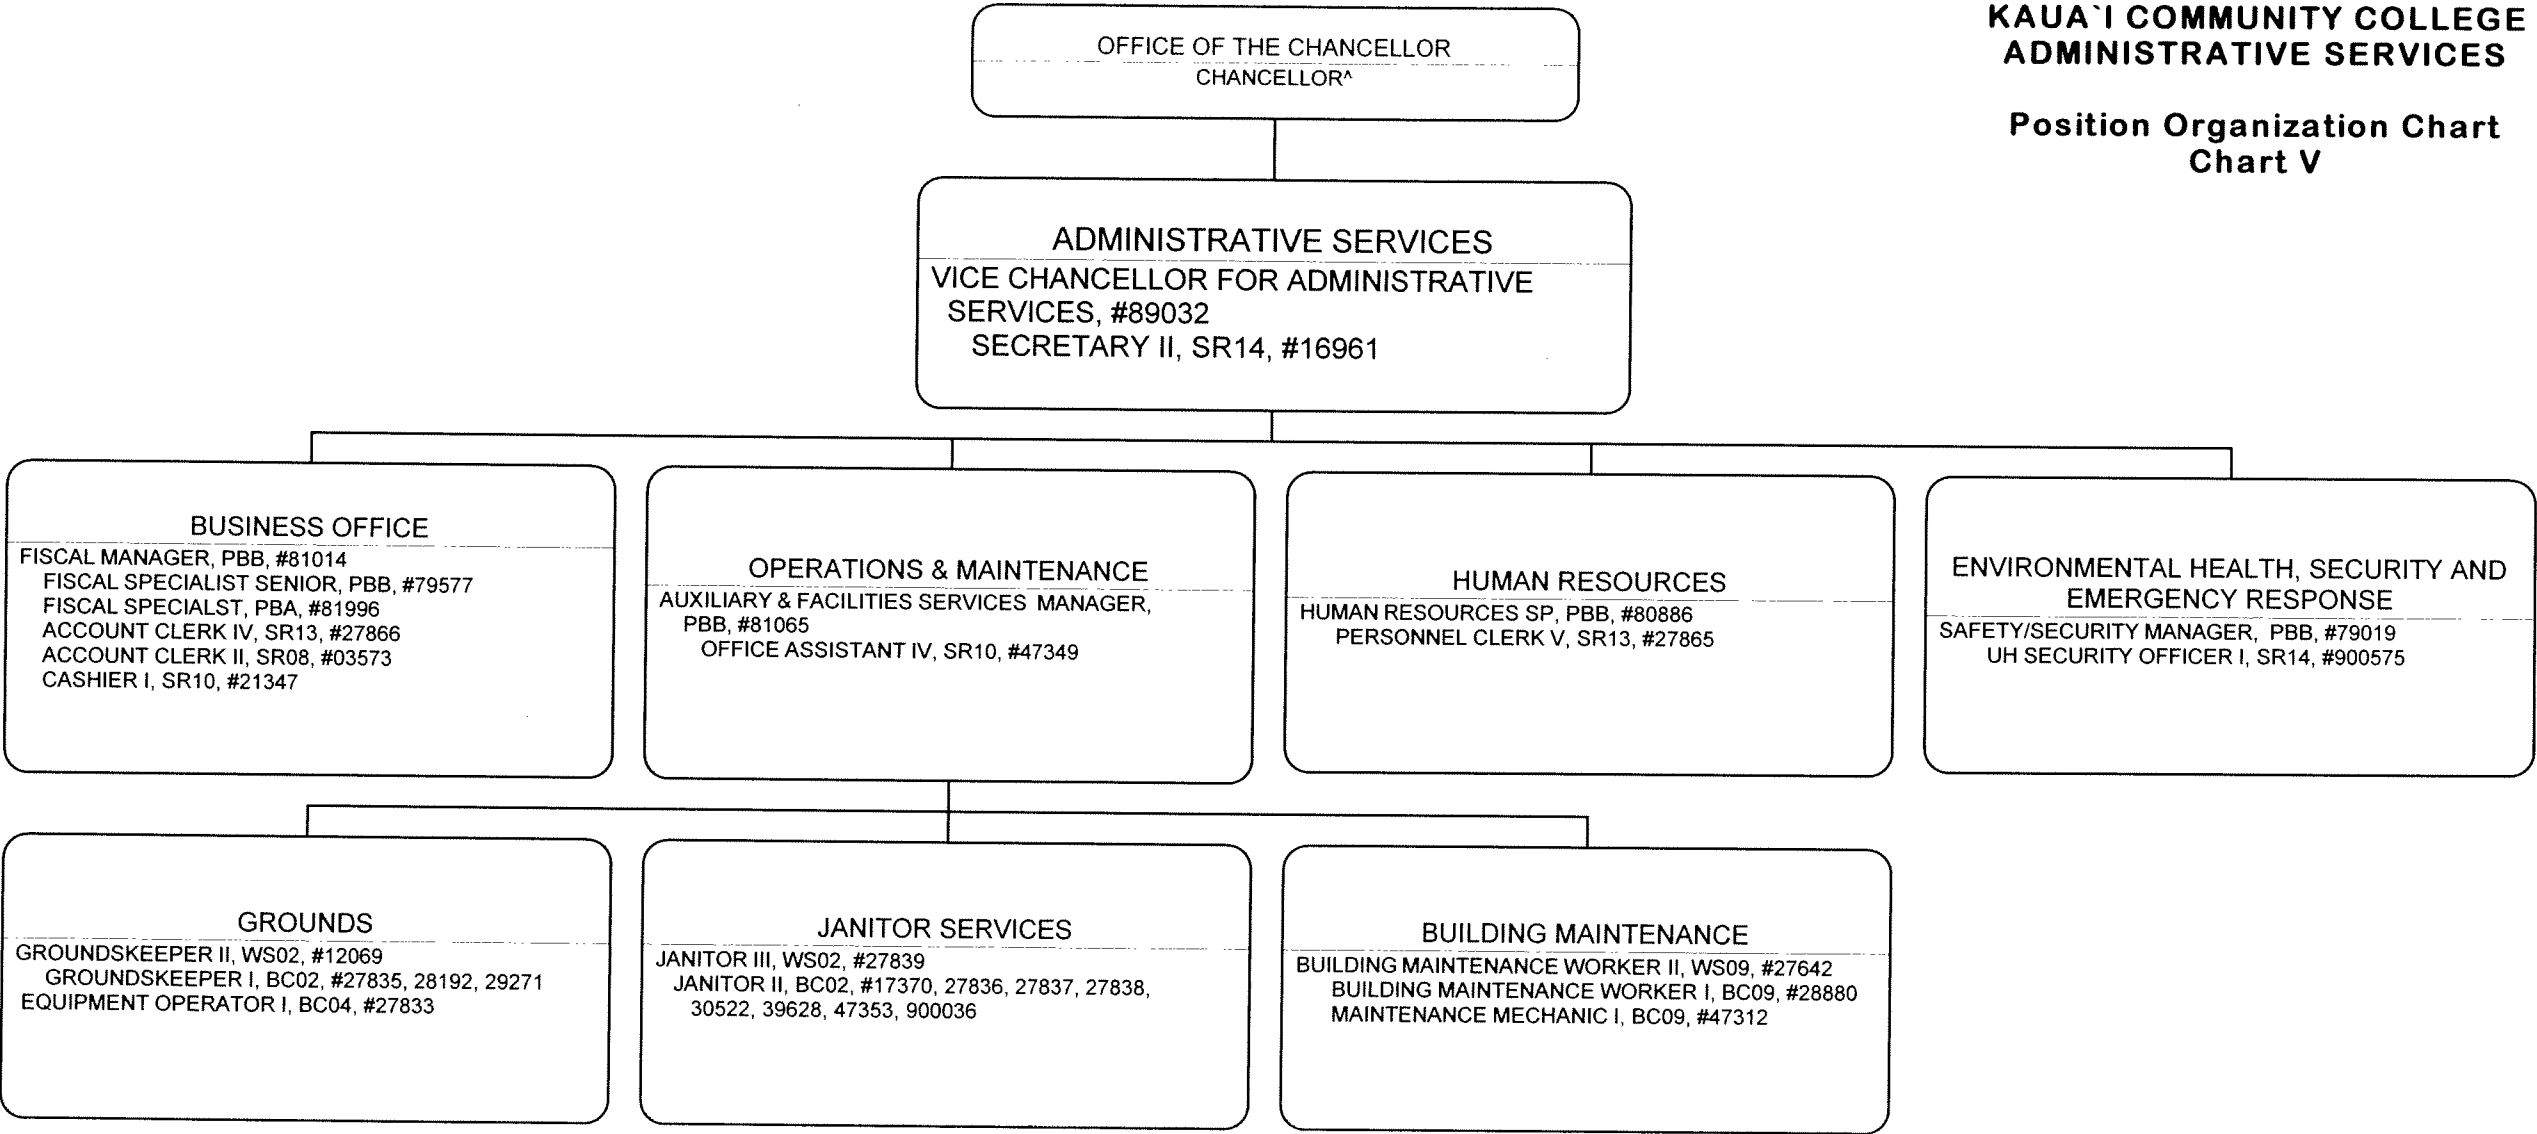 KAUA`I COMMUNITY COLLEGE
ADMINISTRATIVE SERVICES
Position Organization Chart
Chart V
OFFICE OF THE CHANCELLOR
CHANCELLOR^
ADMINISTRATIVE SERVICES
VICE CHANCELLOR FOR ADMINISTRATIVE
SERVICES, #89032
SECRETARY II, SR14, #16961
BUSINESS OFFICE
FISCAL MANAGER, PBB, #81014
FISCAL SPECIALIST SENIOR, PBB, #79577
FISCAL SPECIALST, PBA, #81996
ACCOUNT CLERK IV, SR13, #27866
ACCOUNT CLERK II, SR08, #03573
CASHIER I, SR10, #21347
OPERATIONS & MAINTENANCE
AUXILIARY & FACILITIES SERVICES MANAGER,
PBB, #81065
OFFICE ASSISTANT IV, SR10, #47349
HUMAN RESOURCES
HUMAN RESOURCES SP, PBB, #80886
PERSONNEL CLERK V, SR13, #27865
ENVIRONMENTAL HEALTH, SECURITY AND
EMERGENCY RESPONSE
SAFETY/SECURITY MANAGER, PBB, #79019
UH SECURITY OFFICER I, SR14, #900575
GROUNDS
GROUNDSKEEPER II, WS02, #12069
GROUNDSKEEPER I, BC02, #27835, 28192, 29271
EQUIPMENT OPERATOR I, BC04, #27833
JANITOR SERVICES
JANITOR III, WS02, #27839
JANITOR II, BC02, #17370, 27836, 27837, 27838,
30522, 39628, 47353, 900036
BUILDING MAINTENANCE
BUILDING MAINTENANCE WORKER II, WS09, #27642
BUILDING MAINTENANCE WORKER I, BC09, #28880
MAINTENANCE MECHANIC I, BC09, #47312